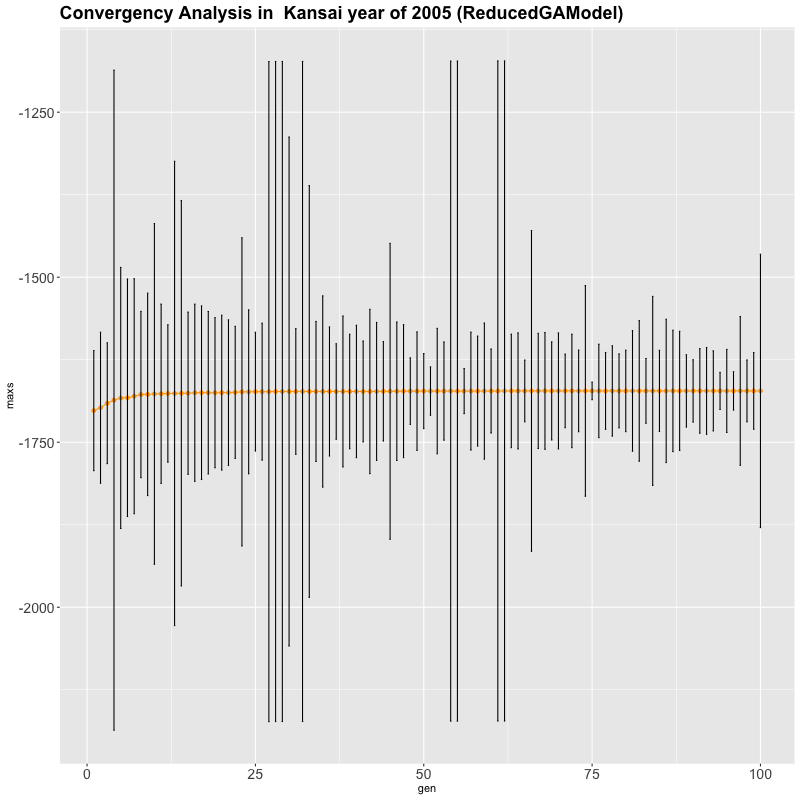 Convergency Analysis in  Kansai year of 2005 (ReducedGAModel)
-1250
-1500
maxs
-1750
-2000
0 25 50 75 100
gen